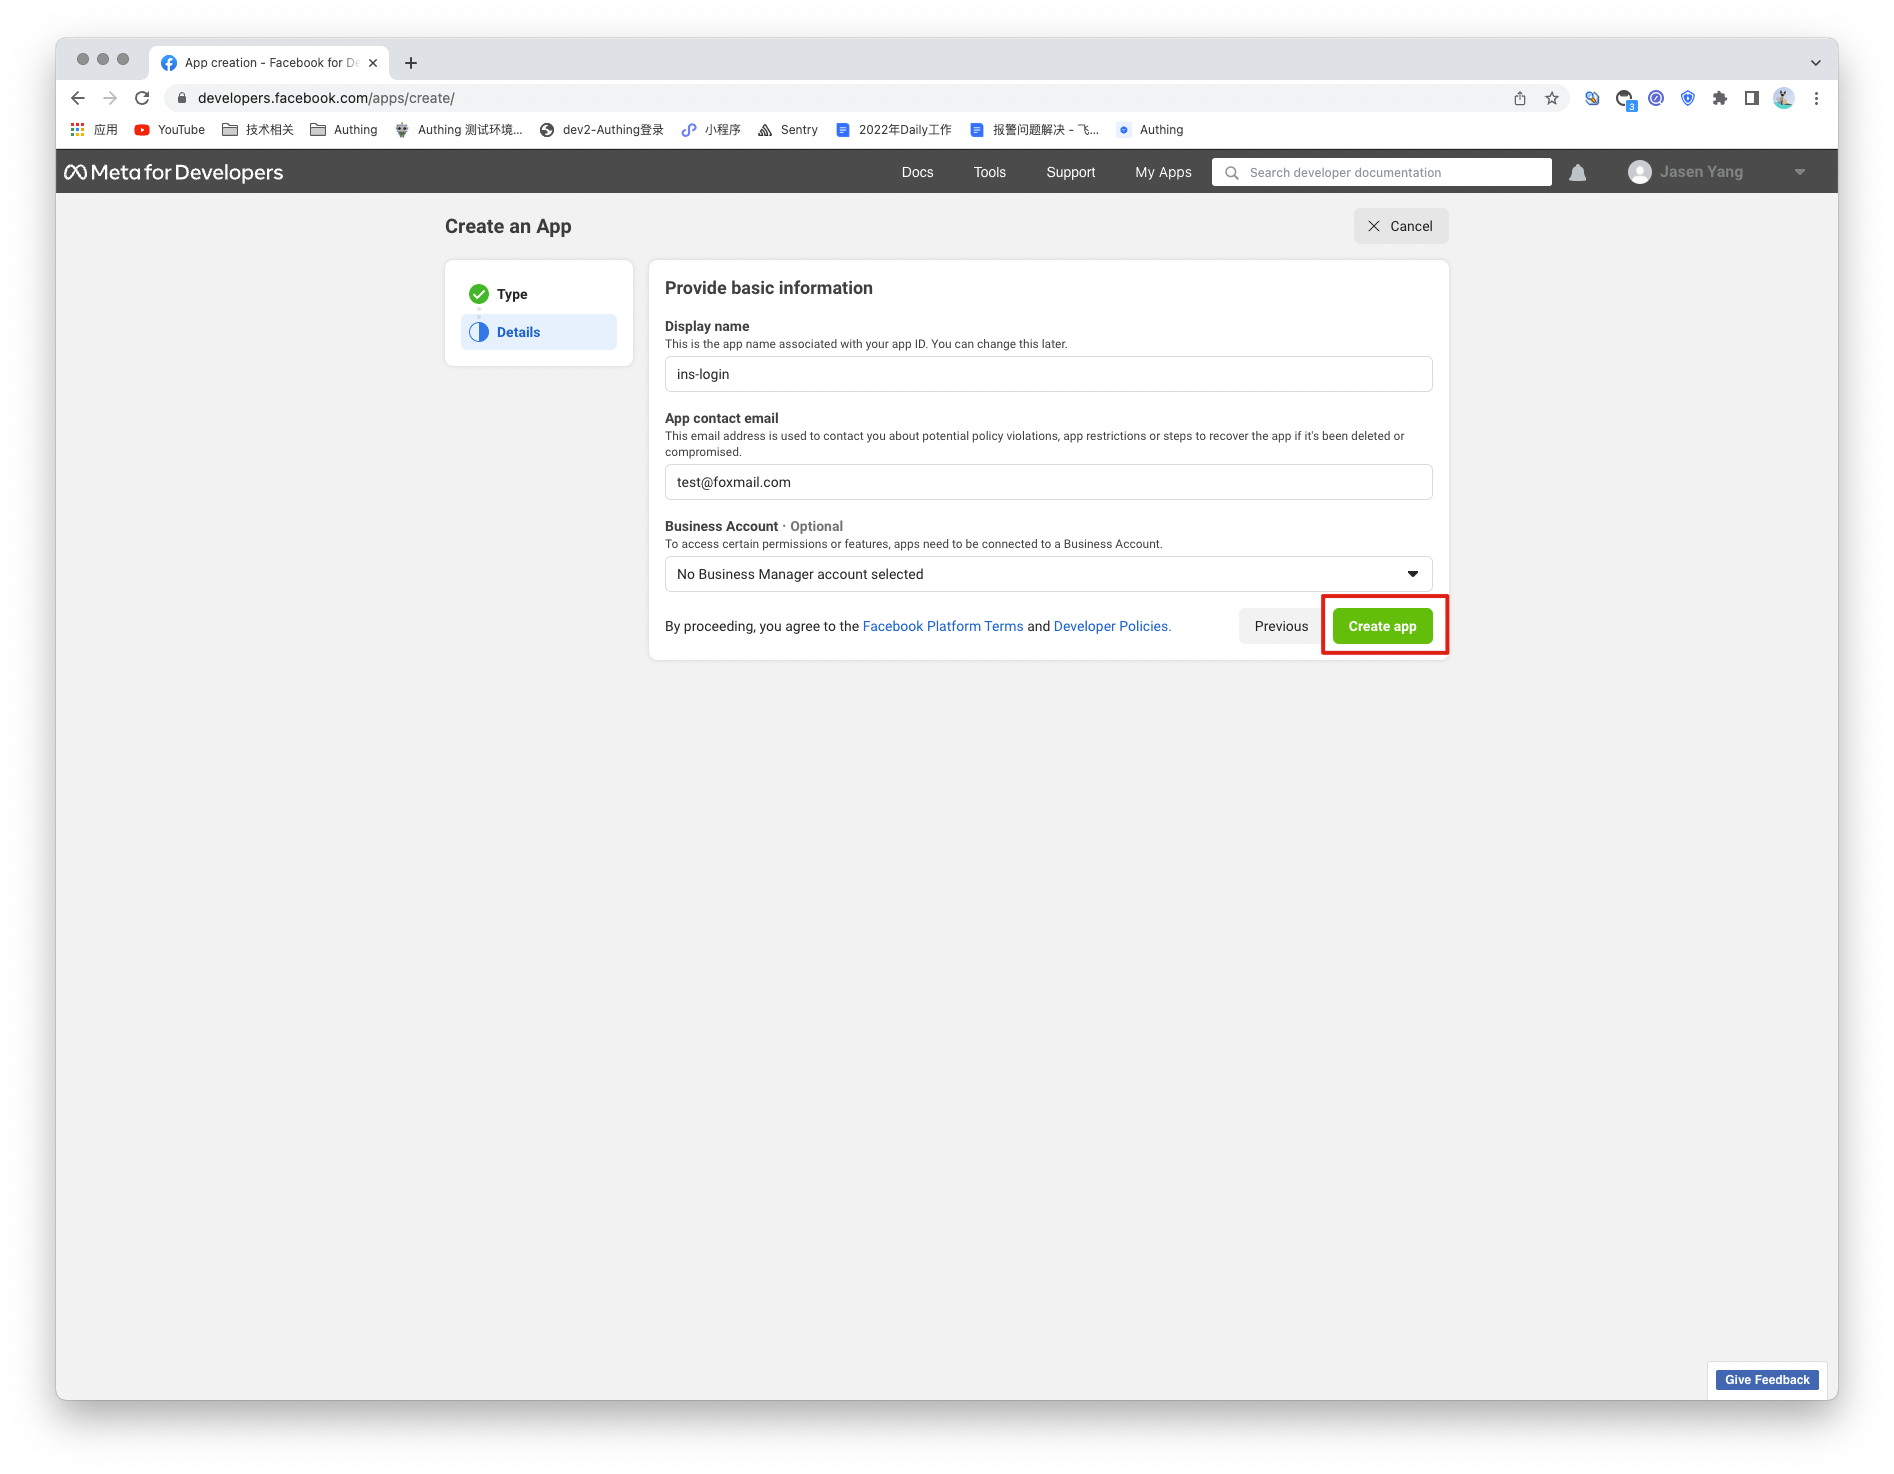 App creation - Facebook for De
developers.facebook.com/apps/create/
3
应用
YouTube
技术相关
Authing
Authing 测试环境...
dev2-Authing登录
小程序
Sentry
2022年Daily工作
报警问题解决 - 飞...
Authing
Meta for Developers
Docs
Tools
Support
My Apps
Search developer documentation
Jasen Yang
Create an App
Cancel
Type
Details
Provide basic information
Display name
This is the app name associated with your app ID. You can change this later.
ins-login
App contact email
This email address is used to contact you about potential policy violations, app restrictions or steps to recover the app if it's been deleted or
compromised.
test@foxmail.com
Business Account · Optional
To access certain permissions or features, apps need to be connected to a Business Account.
No Business Manager account selected
By proceeding, you agree to the Facebook Platform Terms and Developer Policies.
Previous
Create app
Give Feedback